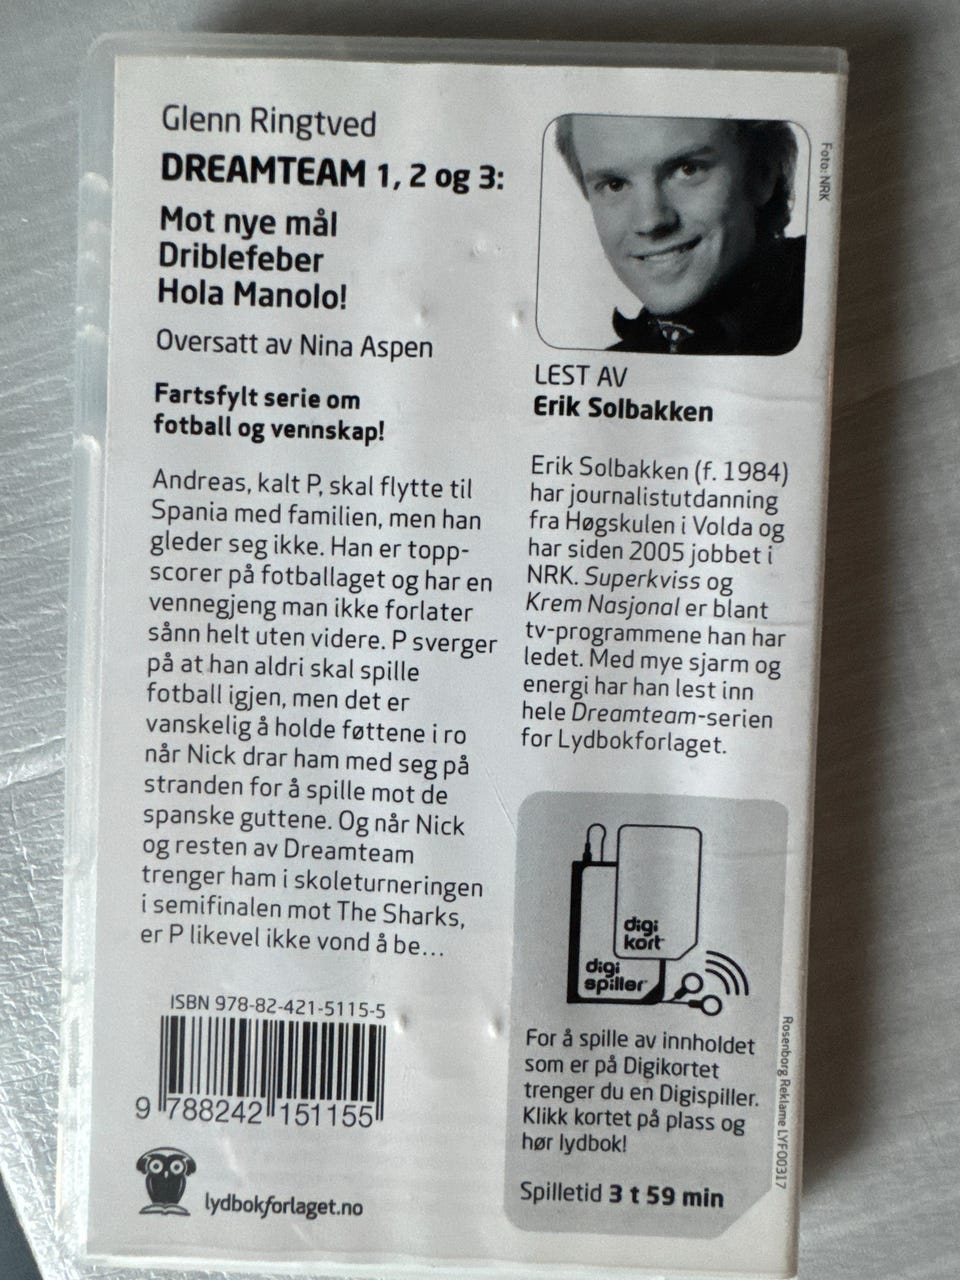 Glenn Ringtved
DREAMTEAM 1, 2 og 3:
Mot nye mål
Driblefeber
Hola Manolo!
Oversatt av Nina Aspen
Fartsfylt serie om
fotball og vennskap!
Andreas, kalt P, skal flytte til
Spania med familien, men han
gleder seg ikke. Han er topp-
scorer på fotballaget og har en
vennegjeng man ikke forlater
sånn helt uten videre. P sverger
på at han aldri skal spille
fotball igjen, men det er
vanskelig å holde føttene i ro
når Nick drar ham med seg på
stranden for å spille mot de
spanske guttene. Og når Nick
og resten av Dreamteam
trenger ham i skoleturneringen
i semifinalen mot The Sharks,
er P likevel ikke vond å be...
ISBN 978-82-421-5115-5
9 788242 151155
lydbokforlaget.no
Foto: NRK
LEST AV
Erik Solbakken
Erik Solbakken (f. 1984)
har journalistutdanning
fra Høgskulen i Volda og
har siden 2005 jobbet i
NRK. Superkviss og
Krem Nasjonal er blant
tv-programmene han har
ledet. Med mye sjarm og
energi har han lest inn
hele Dreamteam-serien
for Lydbokforlaget.
digi
kort
digi
spiller
For å spille av innholdet
som er på Digikortet
trenger du en Digispiller.
Klikk kortet på plass og
hør lydbok!
Spilletid 3 t 59 min
Rosenborg Reklame LYF00317